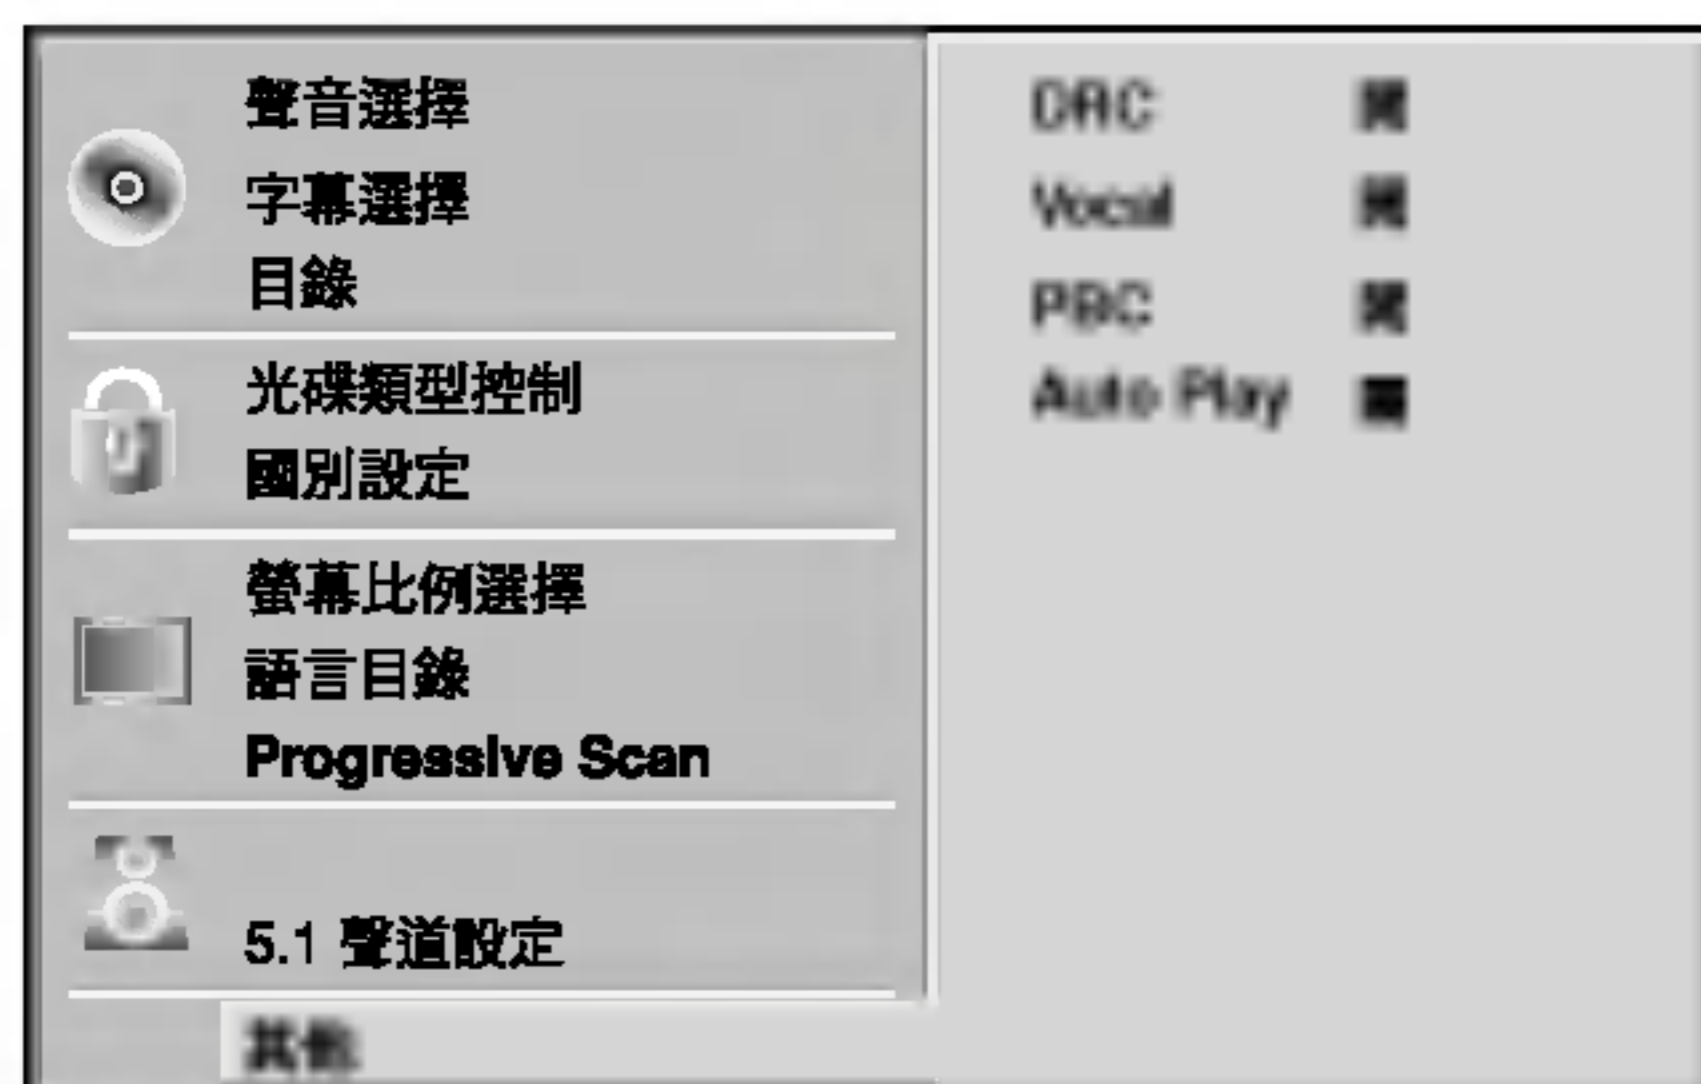 聲音選擇
字幕選擇
目錄
光碟類型控制
國別設定
螢幕比例選擇
語言目錄
Progressive Scan
5.1 聲道設定
其他
DRC
Vocal
PBC
Auto Play